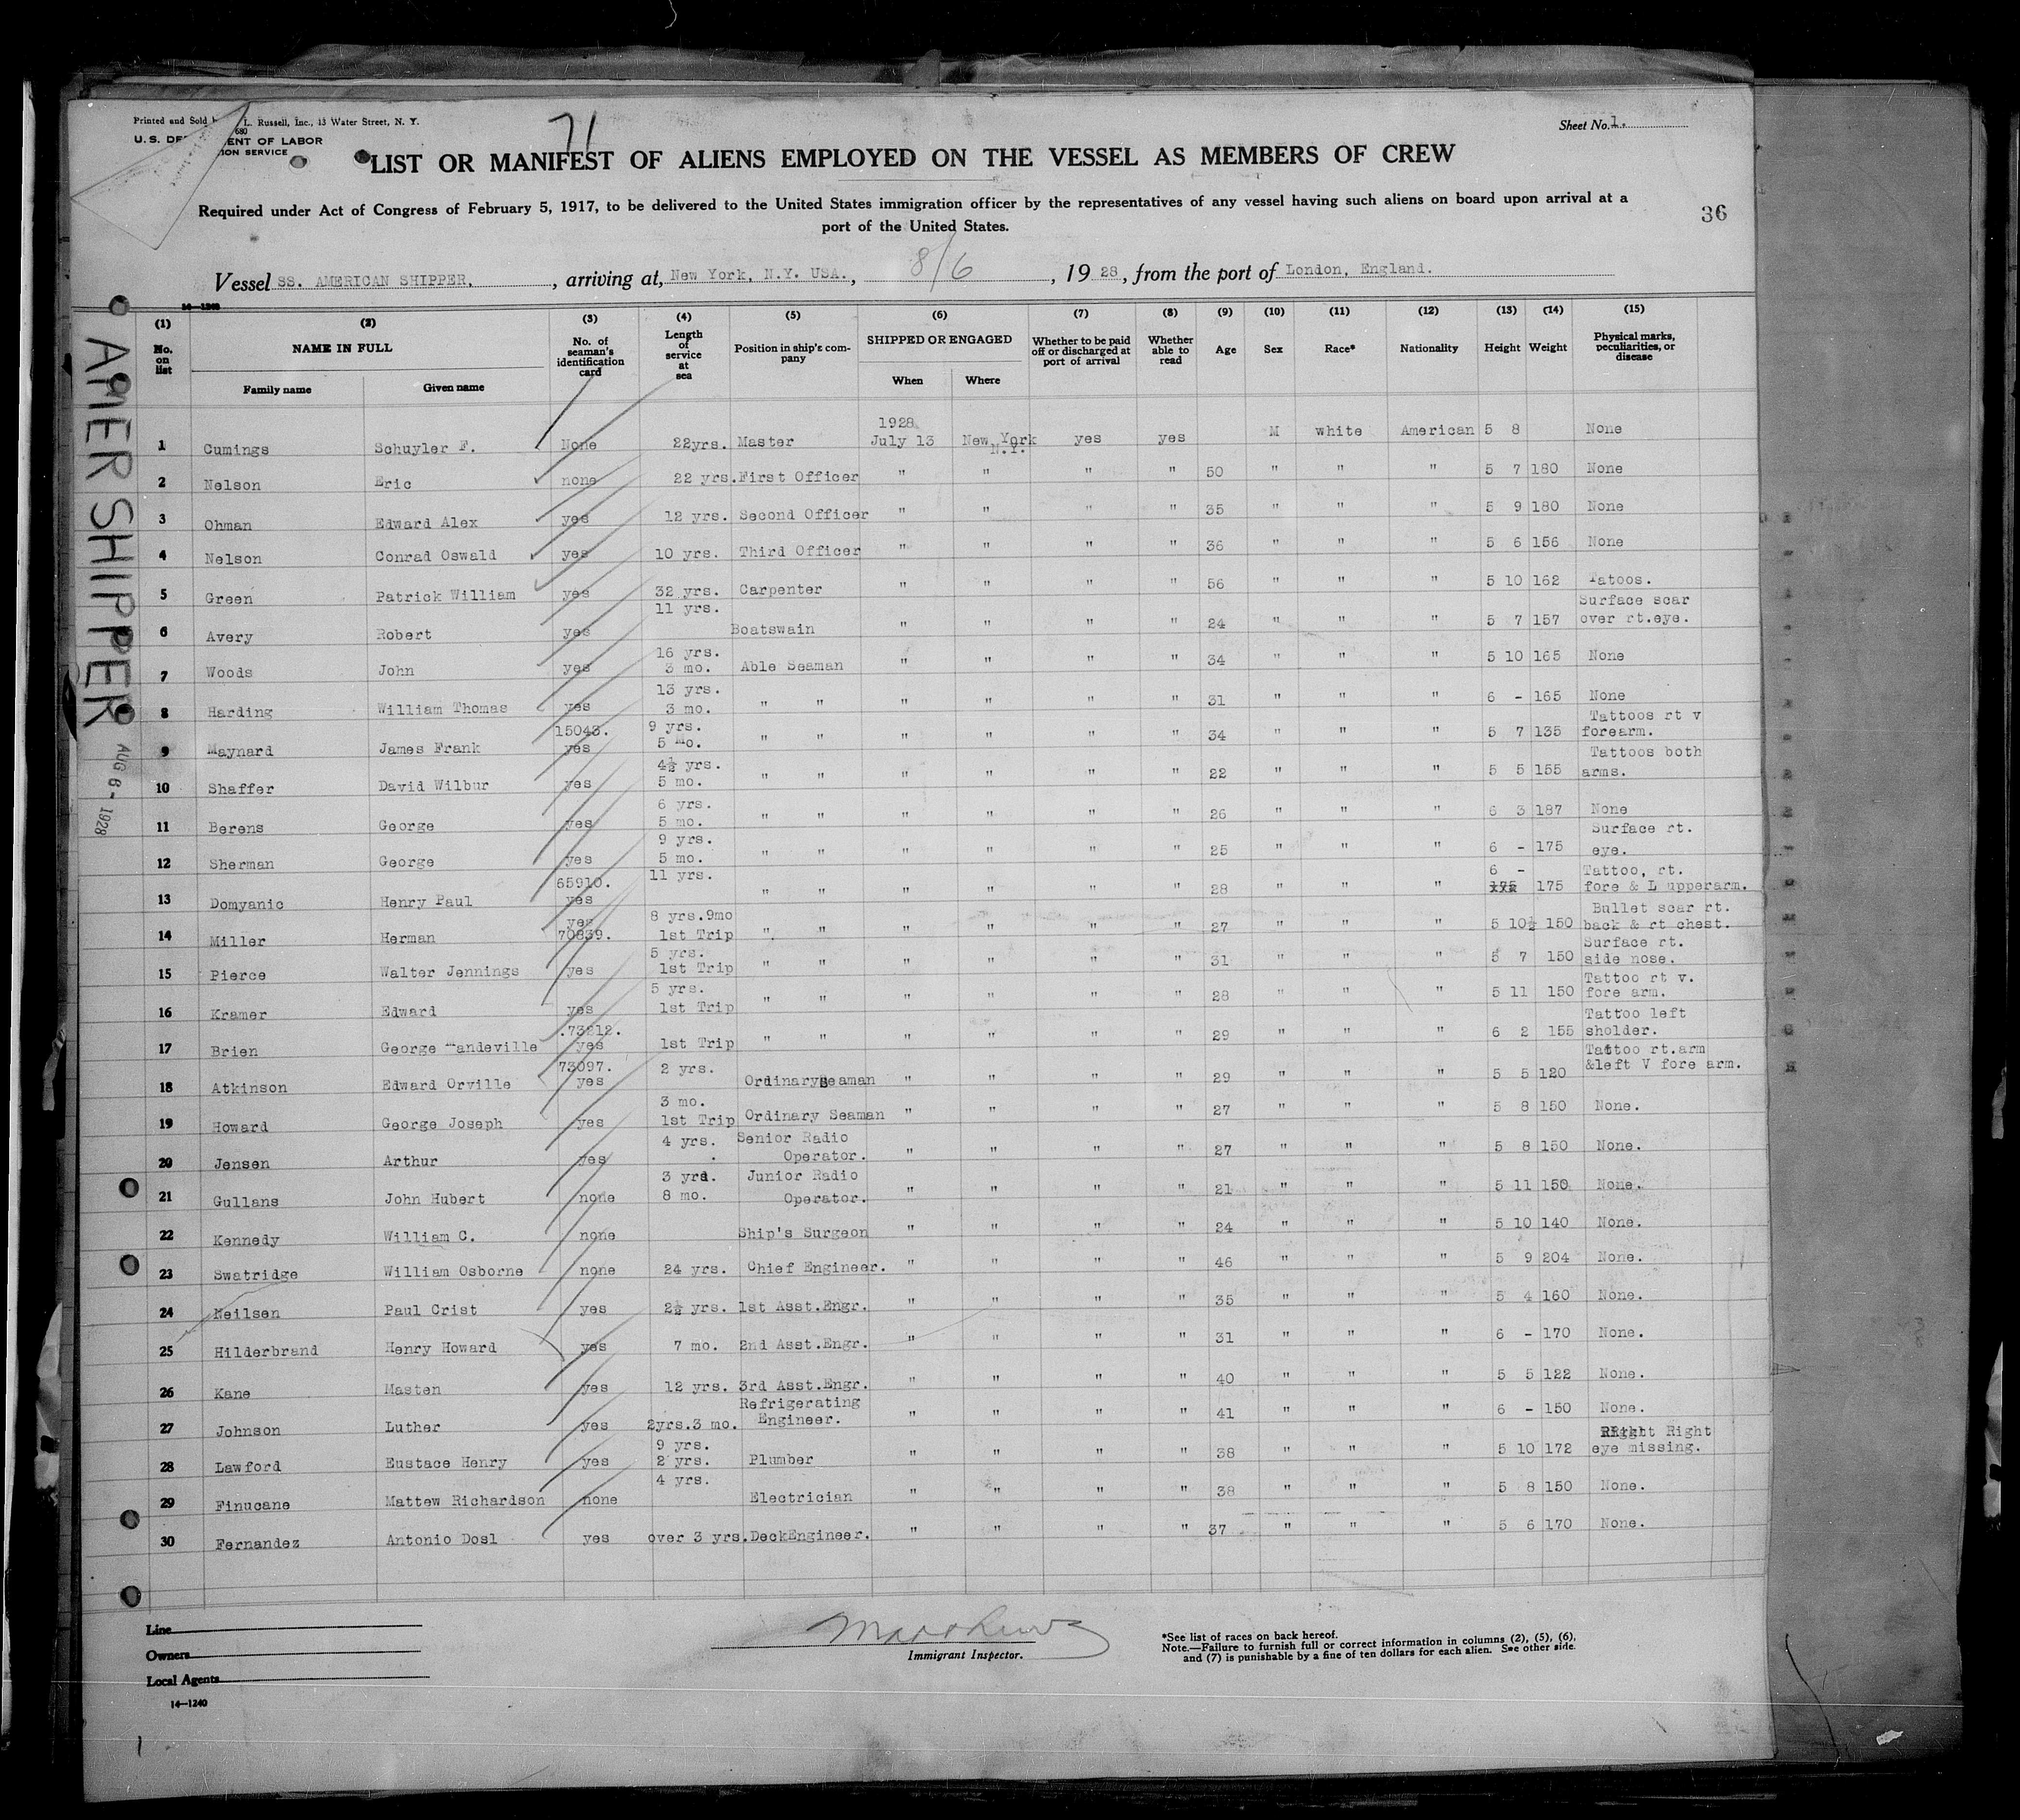 Printed and Sold L. Russell, Inc., 13 Water Street, N. Y.
680
U. S. DE ENT OF LABOR
ION SERVICE
71
Sheet No. 1.
LIST OR MANIFEST OF ALIENS EMPLOYED ON THE VESSEL AS MEMBERS OF CREW
Required under Act of Congress of February 5, 1917, to be delivered to the United States immigration officer by the representatives of any vessel having such aliens on board upon arrival at a
port of the United States.
36
Vessel SS. AMERICAN SHIPPER, , arriving at, New York, N.Y. USA. , 8/6 , 19 28 , from the port of London, England.
14—1240
AMER SHIPPER
AUG 6 - 1928
(1) (2) (3) (4) (5) (6) (7) (8) (9) (10) (11) (12) (13) (14) (15)
No. on list NAME IN FULL Family name Given name No. of seaman's identification card Length of service at sea Position in ship's company SHIPPED OR ENGAGED When Where Whether to be paid off or discharged at port of arrival Whether able to read Age Sex Race* Nationality Height Weight Physical marks, peculiarities, or disease
1 Cumings Schuyler F. None 22yrs. Master 1928 July 13 New York N.Y. yes yes M white American 5 8 None
2 Nelson Eric none 22 yrs. First Officer " " " " 50 " " " 5 7 180 None
3 Ohman Edward Alex yes 12 yrs. Second Officer " " " " 35 " " " 5 9 180 None
4 Nelson Conrad Oswald yes 10 yrs. Third Officer " " " " 36 " " " 5 6 156 None
5 Green Patrick William yes 32 yrs. Carpenter " " " " 56 " " " 5 10 162 Tatoos.
6 Avery Robert yes 11 yrs. Boatswain " " " " 24 " " " 5 7 157 Surface scar over rt.eye.
7 Woods John yes 16 yrs. 3 mo. Able Seaman " " " " 34 " " " 5 10 165 None
8 Harding William Thomas yes 13 yrs. 3 mo. " " " " " " 31 " " " 6 - 165 None
9 Maynard James Frank 15043. yes 9 yrs. 5 Mo. " " " " " " 34 " " " 5 7 135 Tattoos rt v forearm.
10 Shaffer David Wilbur yes 4½ yrs. 5 mo. " " " " " " 22 " " " 5 5 155 Tattoos both arms.
11 Berens George yes 6 yrs. 5 mo. " " " " " " 26 " " " 6 3 187 None
12 Sherman George yes 9 yrs. 5 mo. " " " " " " 25 " " " 6 - 175 Surface rt. eye.
13 Domyanic Henry Paul 65910. yes 11 yrs. " " " " " " 28 " " " 6 - 175 Tattoo, rt. fore & L upperarm.
14 Miller Herman yes 70839. 8 yrs.9mo 1st Trip " " " " " " 27 " " " 5 10½ 150 Bullet scar rt. back & rt chest.
15 Pierce Walter Jennings yes 5 yrs. 1st Trip " " " " " " 31 " " " 5 7 150 Surface rt. side nose.
16 Kramer Edward yes 5 yrs. 1st Trip " " " " " " 28 " " " 5 11 150 Tattoo rt v. fore arm.
17 Brien George Mandeville .73212. yes 1st Trip " " " " " " 29 " " " 6 2 155 Tattoo left sholder.
18 Atkinson Edward Orville 73097. yes 2 yrs. Ordinary Seaman " " " " 29 " " " 5 5 120 Tattoo rt.arm &left V fore arm.
19 Howard George Joseph yes 3 mo. 1st Trip Ordinary Seaman " " " " 27 " " " 5 8 150 None.
20 Jensen Arthur yes 4 yrs. Senior Radio Operator. " " " " 27 " " " 5 8 150 None.
21 Gullans John Hubert none 3 yrs. 8 mo. Junior Radio Operator. " " " " 21 " " " 5 11 150 None.
22 Kennedy William C. none Ship's Surgeon " " " " 24 " " " 5 10 140 None.
23 Swatridge William Osborne none 24 yrs. Chief Engineer. " " " " 46 " " " 5 9 204 None.
24 Neilsen Paul Crist yes 2½ yrs. 1st Asst.Engr. " " " " 35 " " " 5 4 160 None.
25 Hilderbrand Henry Howard yes 7 mo. 2nd Asst.Engr. " " " " 31 " " " 6 - 170 None.
26 Kane Masten yes 12 yrs. 3rd Asst.Engr. " " " " 40 " " " 5 5 122 None.
27 Johnson Luther yes 2yrs.3 mo. Refrigerating Engineer. " " " " 41 " " " 6 - 150 None.
28 Lawford Eustace Henry yes 9 yrs. 2 yrs. Plumber " " " " 38 " " " 5 10 172 Right Right eye missing.
29 Finucane Mattew Richardson none 4 yrs. Electrician " " " " 38 " " " 5 8 150 None.
30 Fernandez Antonio Dosl yes over 3 yrs. DeckEngineer. " " " " 37 " " " 5 6 170 None.
Line
Owners
Local Agents
14—1240
Immigrant Inspector.
*See list of races on back hereof.
Note.—Failure to furnish full or correct information in columns (2), (5), (6),
and (7) is punishable by a fine of ten dollars for each alien. See other side.